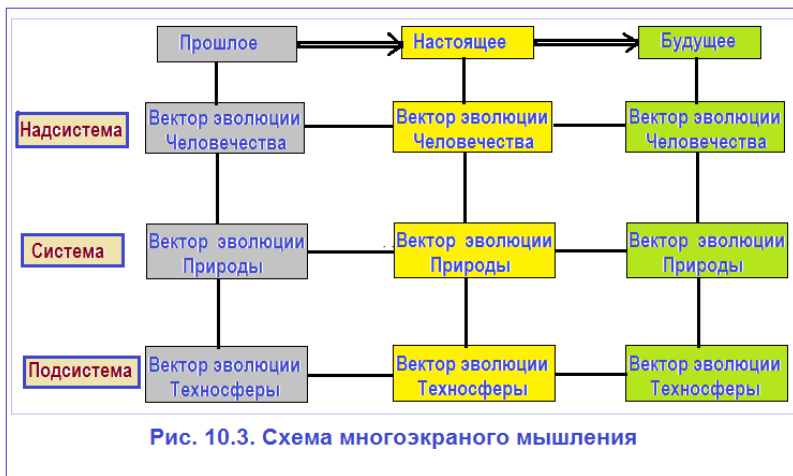 Прошлое
Настоящее
Будущее
Надсистема
Вектор эволюции
Человечества
Вектор эволюции
Человечества
Вектор эволюции
Человечества
Система
Вектор эволюции
Природы
Вектор эволюции
Природы
Вектор эволюции
Природы
Подсистема
Вектор эволюции
Техносферы
Вектор эволюции
Техносферы
Вектор эволюции
Техносферы
Рис. 10.3. Схема многоэкраного мышления